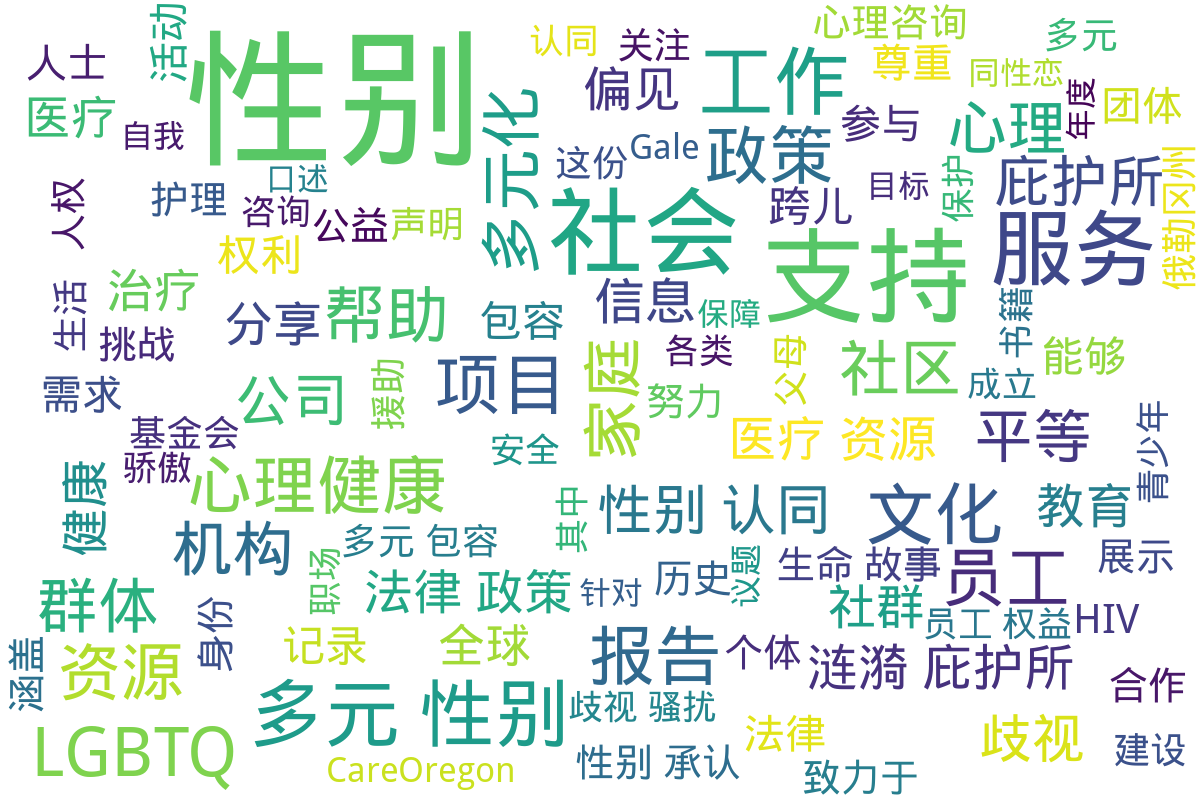 性别
活动
人士
医疗
自我
认同
关注
偏见
工作
心理咨询
尊重
多元
同性恋
年度
团体
多元化
这份
Gale
政策
参与
心理
保护
庇护所
俄勒冈州
人权
护理
口述
咨询
公益
声明
社会
跨儿
目标
支持
服务
权利
治疗
生活
挑战
分享
帮助
包容
信息
保障
各类
父母
社区
书籍
能够
需求
公司
援助
项目
家庭
努力
成立
基金会
骄傲
安全
医疗 资源
平等
青少年
健康
心理健康
机构
多元 包容
其中
性别 认同
文化
教育
展示
群体
职场
法律 政策
针对
历史
议题
生命 故事
员工
社群
员工 权益
HIV
涵盖
资源
身份
记录
全球
报告
个体
涟漪 庇护所
合作
LGBTQ
多元 性别
CareOregon
歧视 骚扰
性别 承认
法律
致力于
歧视
建设